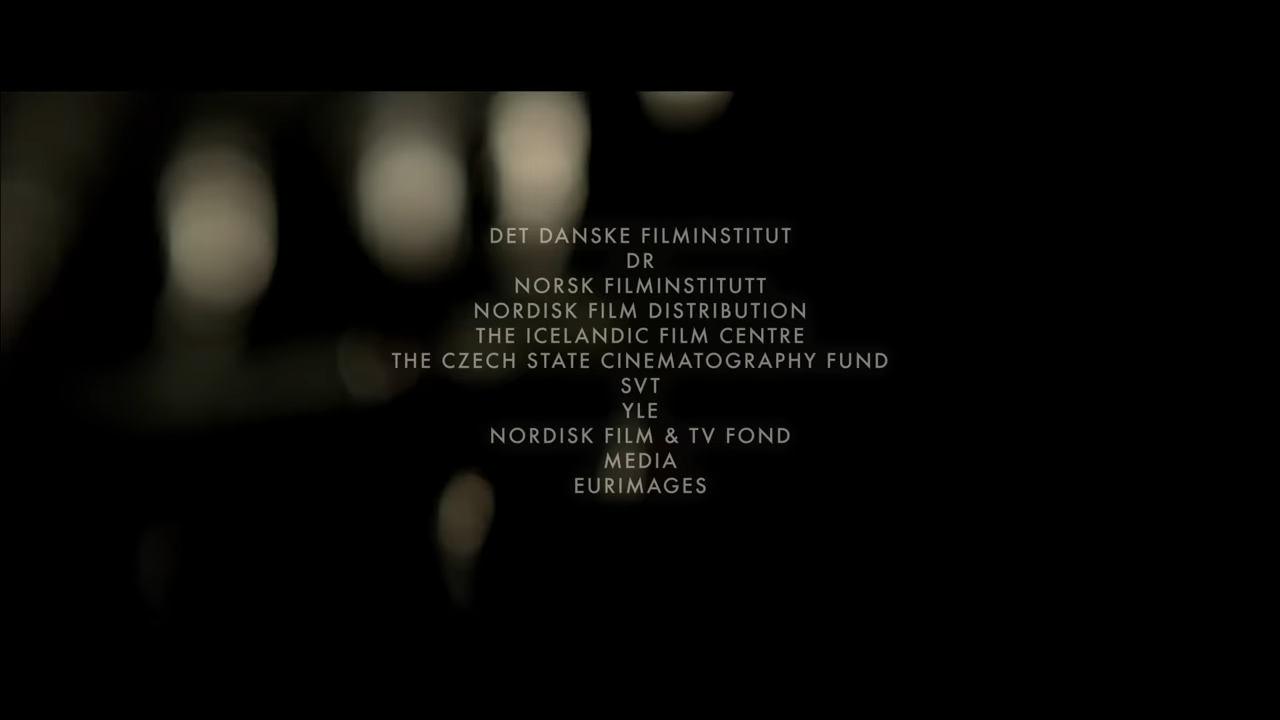 DET DANSKE FILMINSTITUT
DR
NORSK FILMINSTITUTT
NORDISK FILM DISTRIBUTION
THE ICELANDIC FILM CENTRE
THE CZECH STATE CINEMATOGRAPHY FUND
SVT
YLE
NORDISK FILM & TV FOND
MEDIA
EURIMAGES